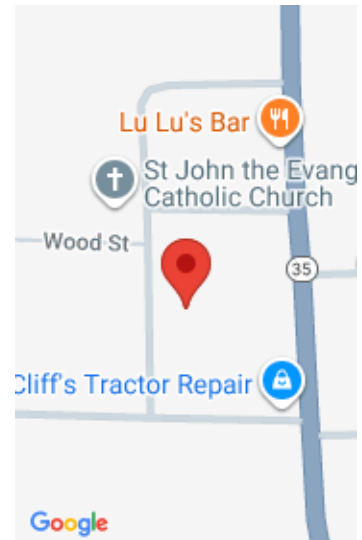 Lu Lu's Bar
St John the Evang
Catholic Church
Wood St
35
Cliff's Tractor Repair
Google